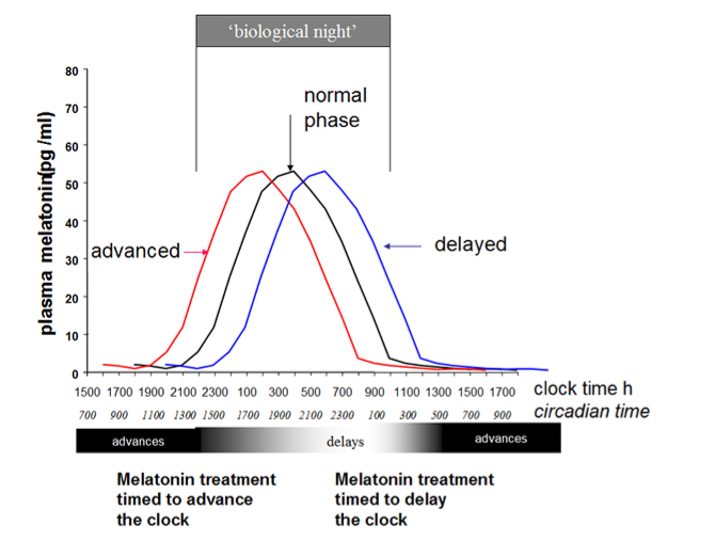 ‘biological night’
80
70
60
50
40
30
20
10
0
plasma melatonin(pg /ml)
normal
phase
advanced
delayed
1500 1700 1900 2100 2300 100 300 500 700 900 1100 1300 1500 1700 clock time h
700 900 1100 1300 1500 1700 1900 2100 2300 100 300 500 700 900 circadian time
advances delays advances
Melatonin treatment
timed to advance
the clock
Melatonin treatment
timed to delay
the clock